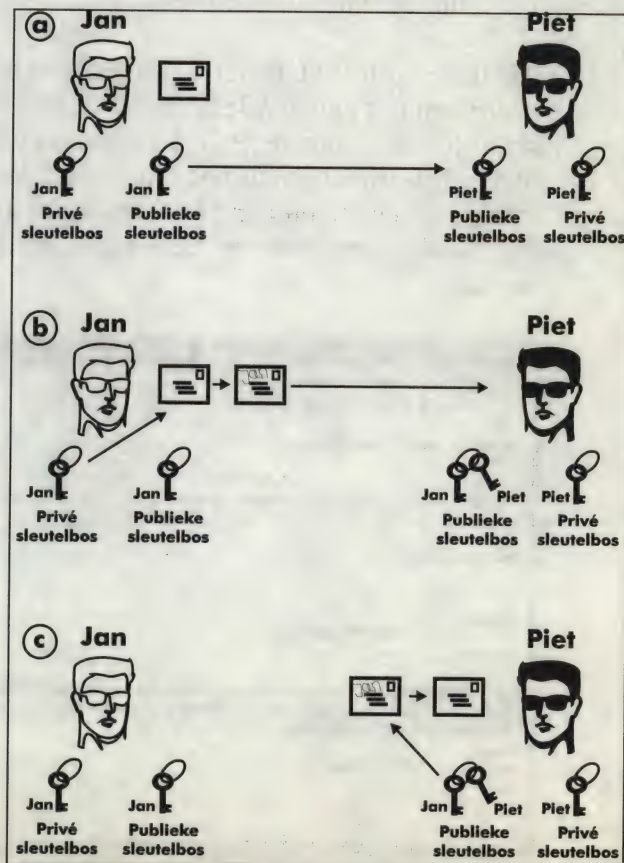 a Jan Piet
Jan Jan Piet Piet
Privé Publieke Publieke Privé
sleutelbos sleutelbos sleutelbos sleutelbos
b Jan Piet
Jan Jan Jan Piet Piet
Privé Publieke Publieke Privé
sleutelbos sleutelbos sleutelbos sleutelbos
c Jan Piet
Jan Jan Jan Piet Piet
Privé Publieke Publieke Privé
sleutelbos sleutelbos sleutelbos sleutelbos